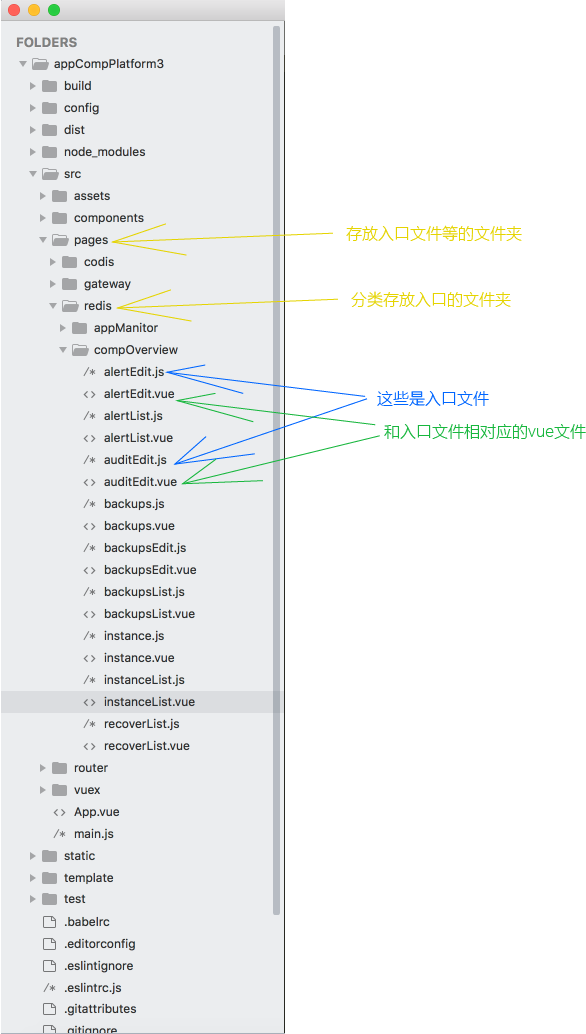 FOLDERS
appCompPlatform3
build
config
dist
node_modules
src
assets
components
pages
存放入口文件等的文件夹
codis
gateway
redis
分类存放入口的文件夹
appManitor
compOverview
/* alertEdit.js
<> alertEdit.vue
这些是入口文件
/* alertList.js
和入口文件相对应的vue文件
<> alertList.vue
/* auditEdit.js
<> auditEdit.vue
/* backups.js
<> backups.vue
/* backupsEdit.js
<> backupsEdit.vue
/* backupsList.js
<> backupsList.vue
/* instance.js
<> instance.vue
/* instanceList.js
<> instanceList.vue
/* recoverList.js
<> recoverList.vue
router
vuex
<> App.vue
/* main.js
static
template
test
.babelrc
.editorconfig
.eslintignore
/* .eslintrc.js
.gitattributes
.gitignore